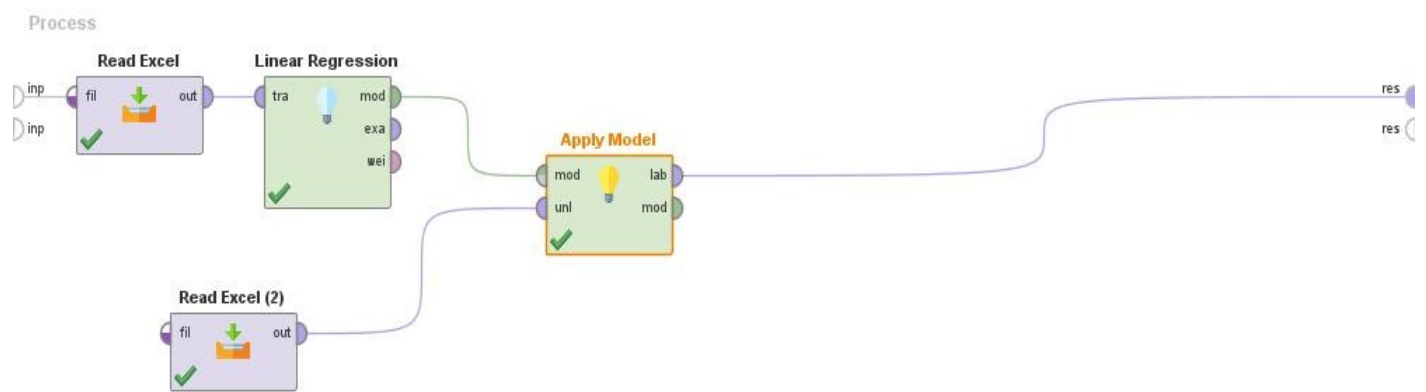 Process
Read Excel
Linear Regression
inp
fil
out
tra
mod
res
inp
exa
res
wei
Apply Model
mod
lab
unl
mod
Read Excel (2)
fil
out